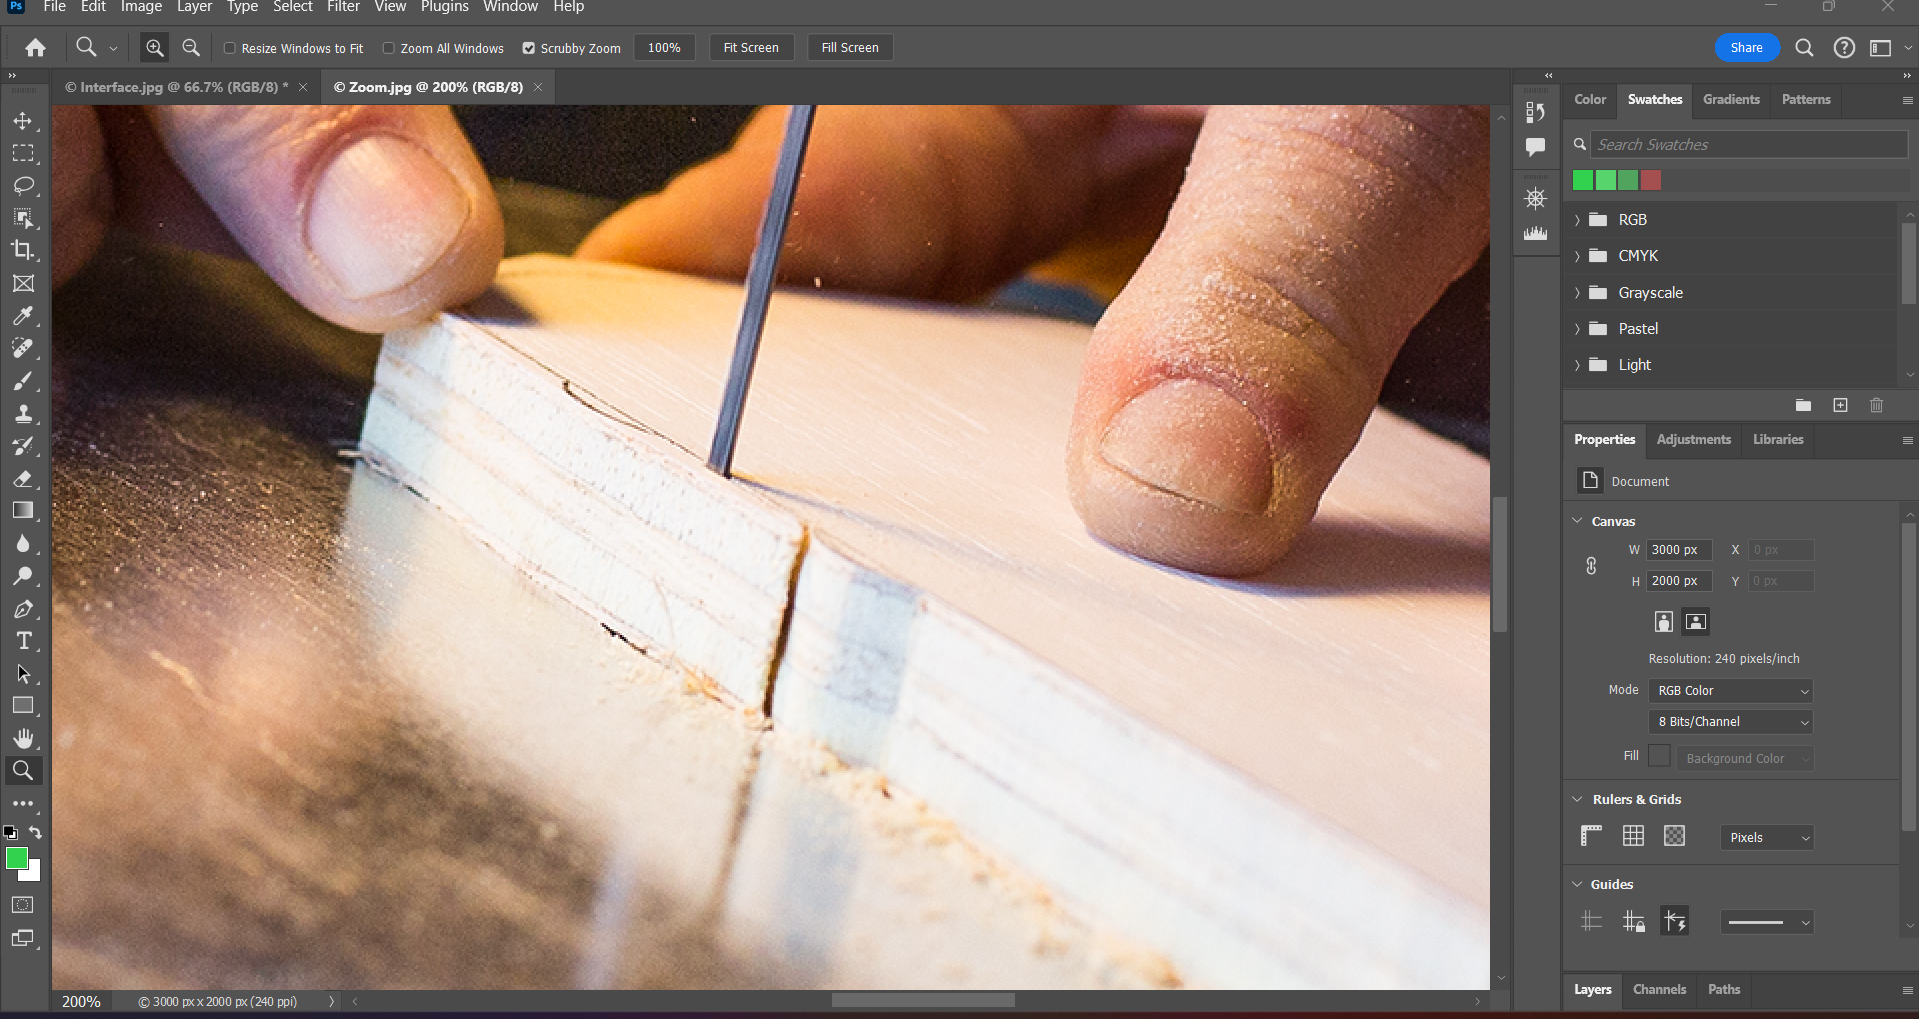 Ps File Edit Image Layer Type Select Filter View Plugins Window Help
Resize Windows to Fit Zoom All Windows Scrubby Zoom 100% Fit Screen Fill Screen Share
© Interface.jpg @ 66.7% (RGB/8) * © Zoom.jpg @ 200% (RGB/8)
Color Swatches Gradients Patterns
Search Swatches
RGB
CMYK
Grayscale
Pastel
Light
Properties Adjustments Libraries
Document
Canvas
W 3000 px X 0 px
H 2000 px Y 0 px
Resolution: 240 pixels/inch
Mode RGB Color
8 Bits/Channel
Fill Background Color
Rulers & Grids
Pixels
Guides
Layers Channels Paths
200% © 3000 px x 2000 px (240 ppi)